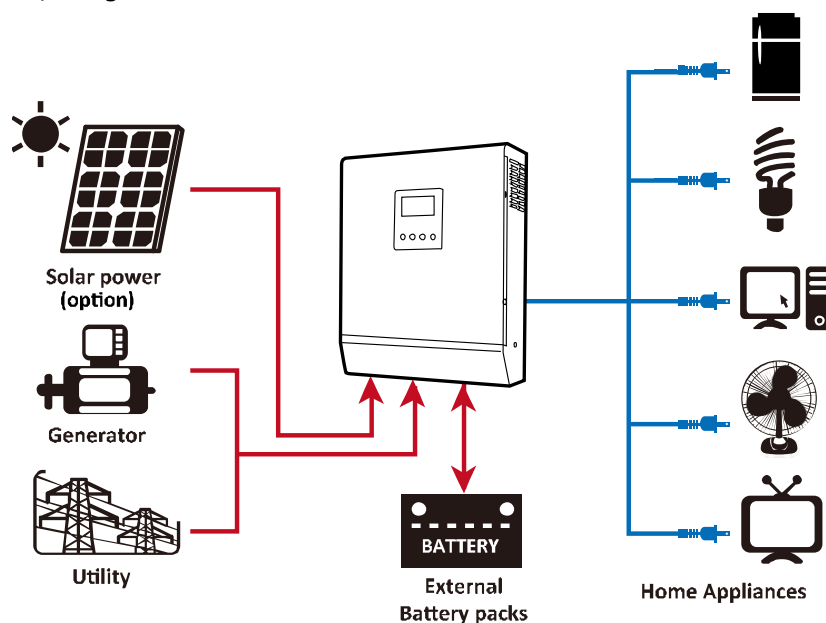 Solar power
(option)
Generator
Utility
BATTERY
External
Battery packs
Home Appliances